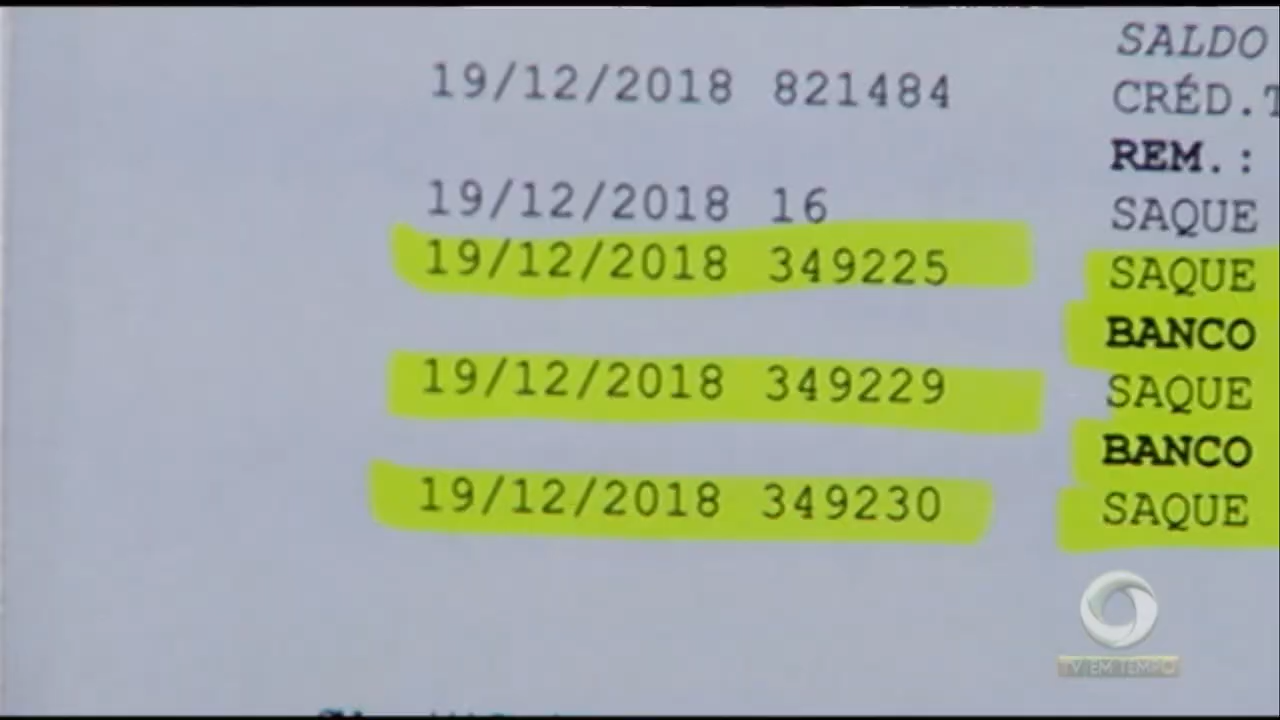 SALDO
19/12/2018 821484 CRÉD.T
REM.:
19/12/2018 16 SAQUE
19/12/2018 349225 SAQUE
BANCO
19/12/2018 349229 SAQUE
BANCO
19/12/2018 349230 SAQUE
TV EM TEMPO